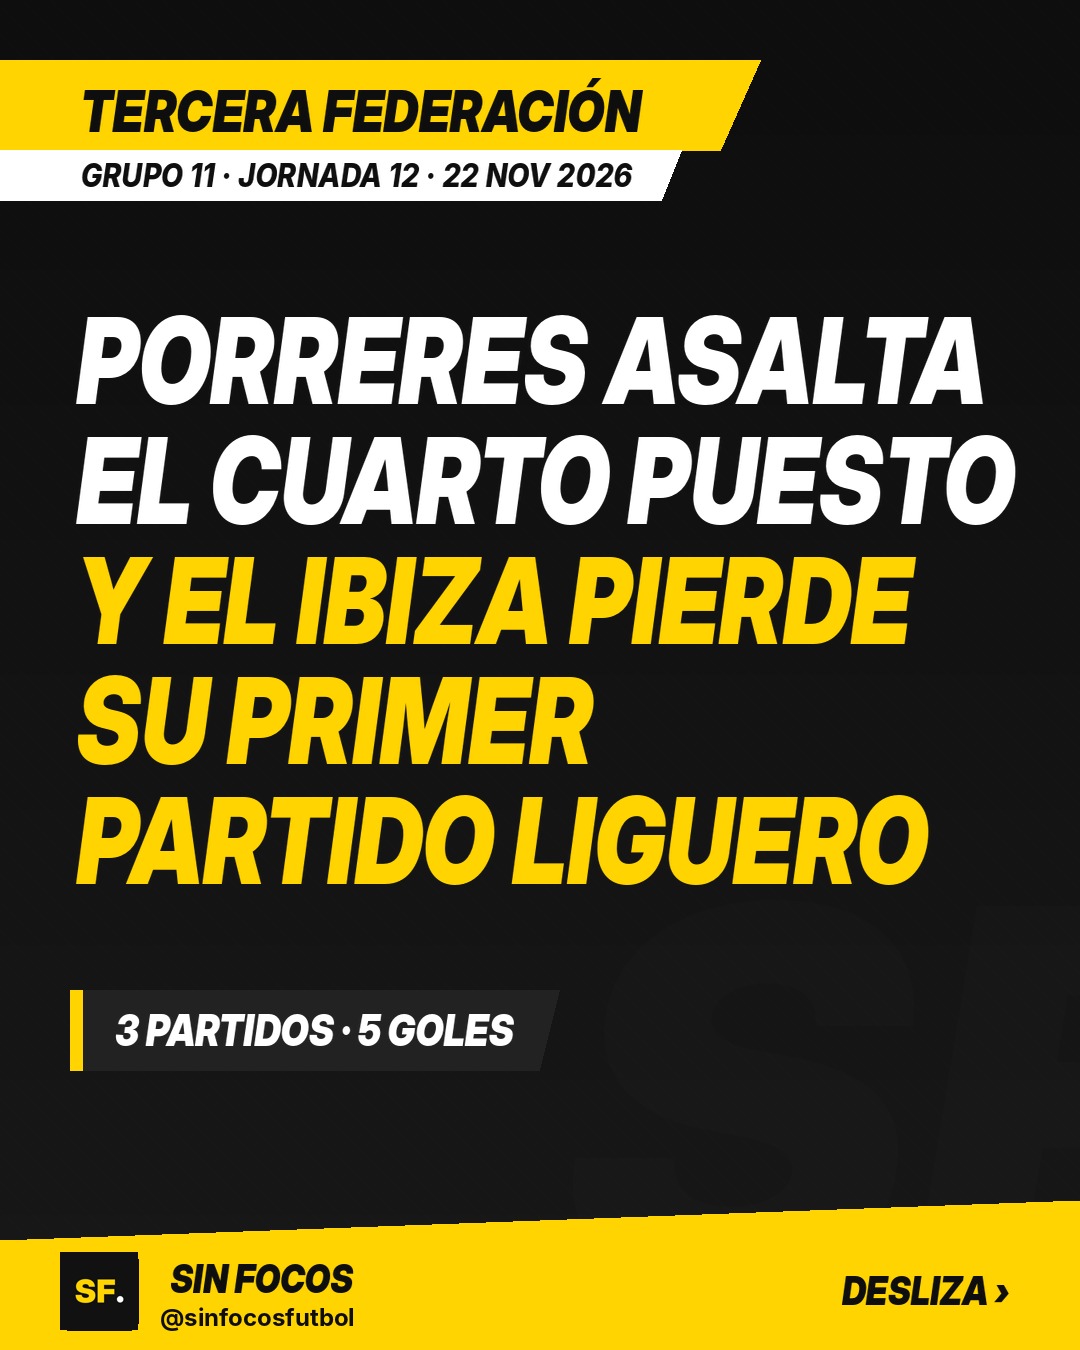 TERCERA FEDERACIÓN
GRUPO 11 · JORNADA 12 · 22 NOV 2026
PORRERES ASALTA
EL CUARTO PUESTO
Y EL IBIZA PIERDE
SU PRIMER
PARTIDO LIGUERO
3 PARTIDOS · 5 GOLES
SF
SF.
SIN FOCOS
@sinfocosfutbol
DESLIZA ›